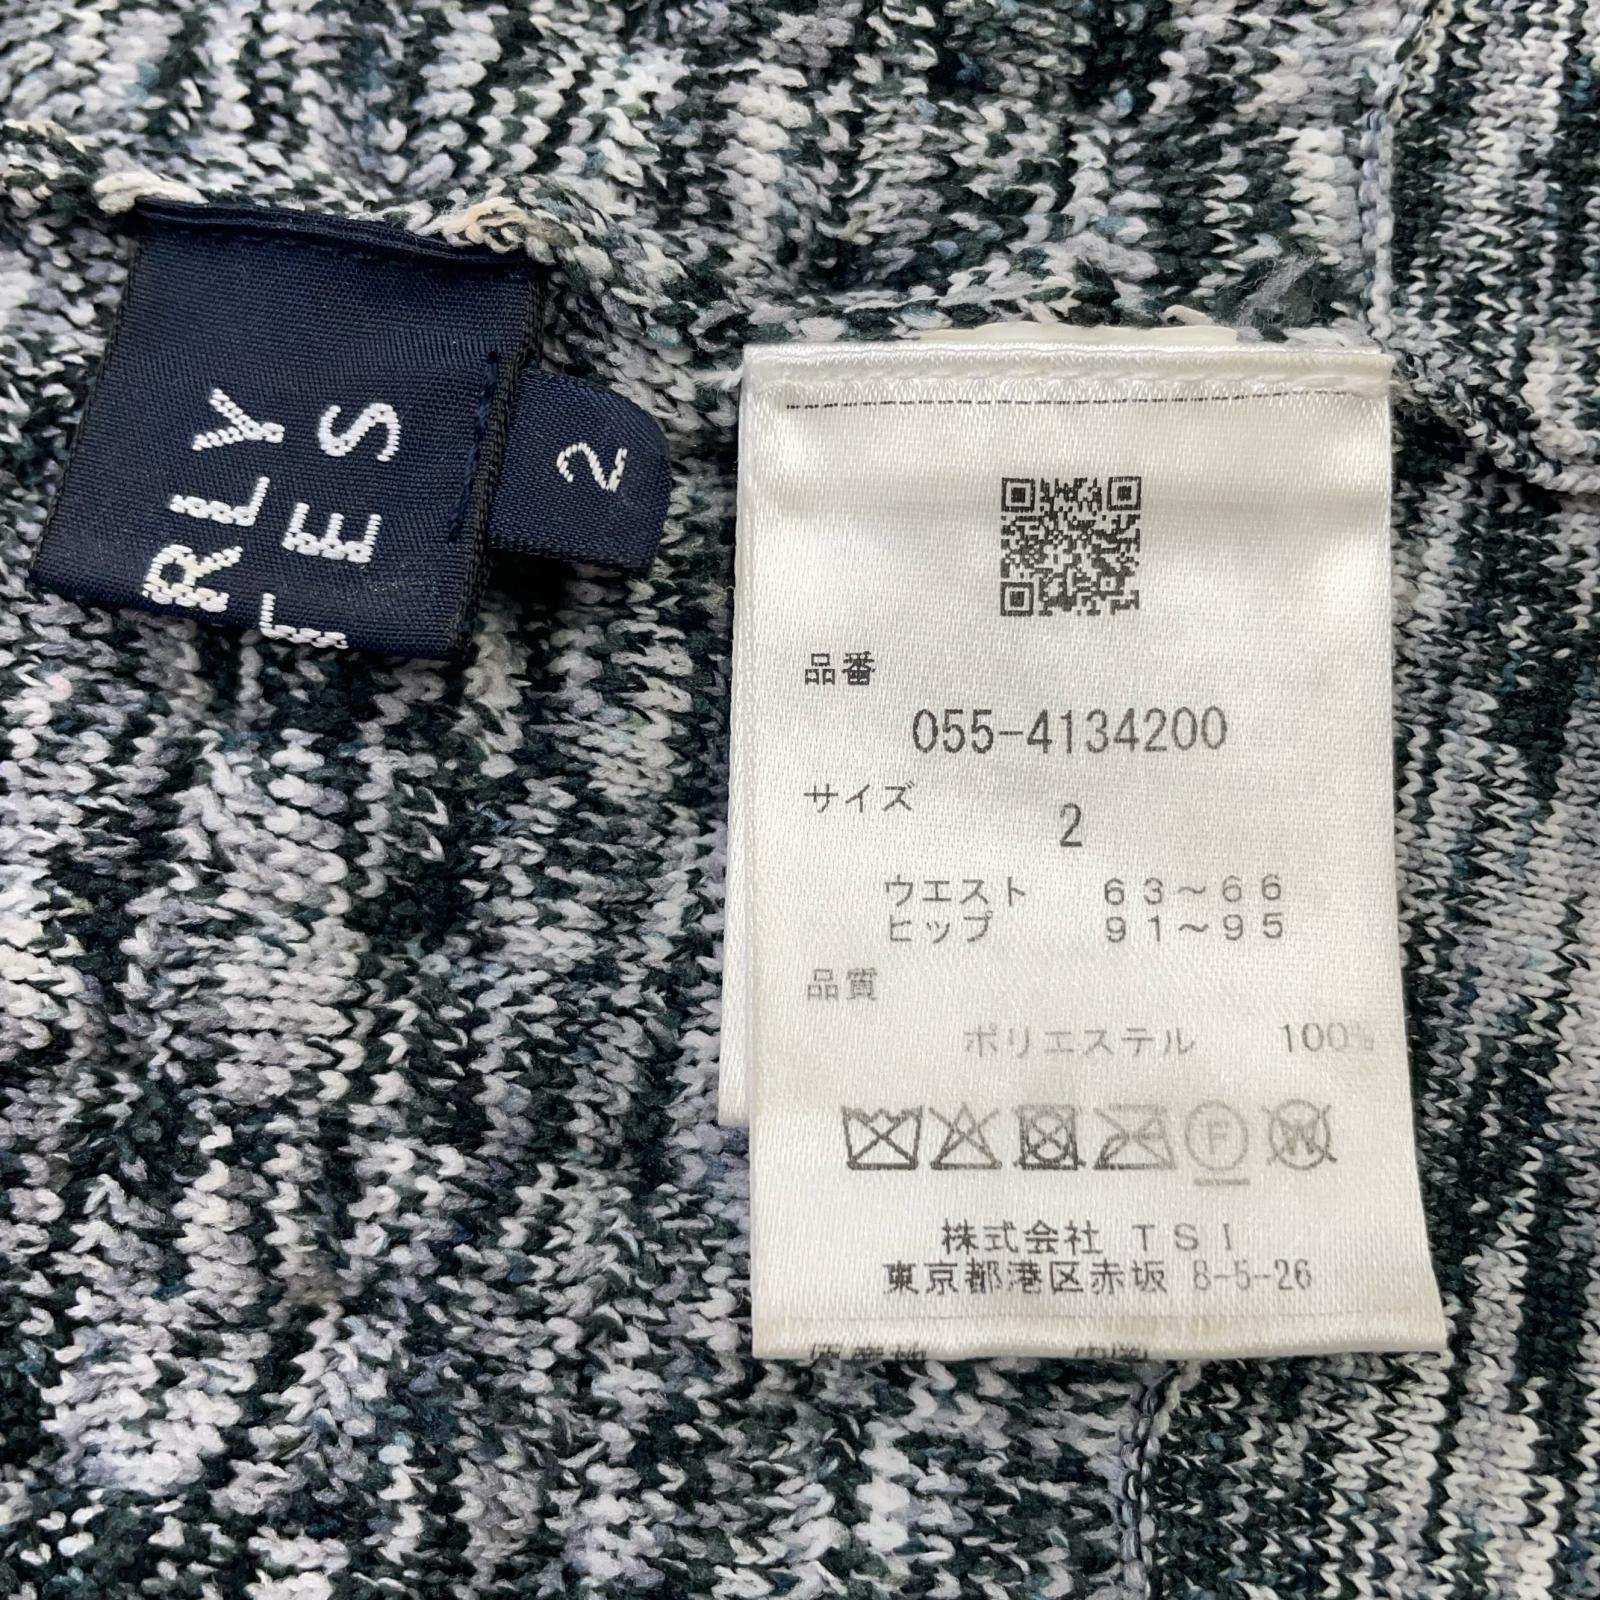 RLY
ES
2
品番
055-4134200
サイズ
2
ウエスト 63～66
ヒップ 91～95
品質
ポリエステル 100%
F
W
株式会社 TSI
東京都港区赤坂 8-5-26